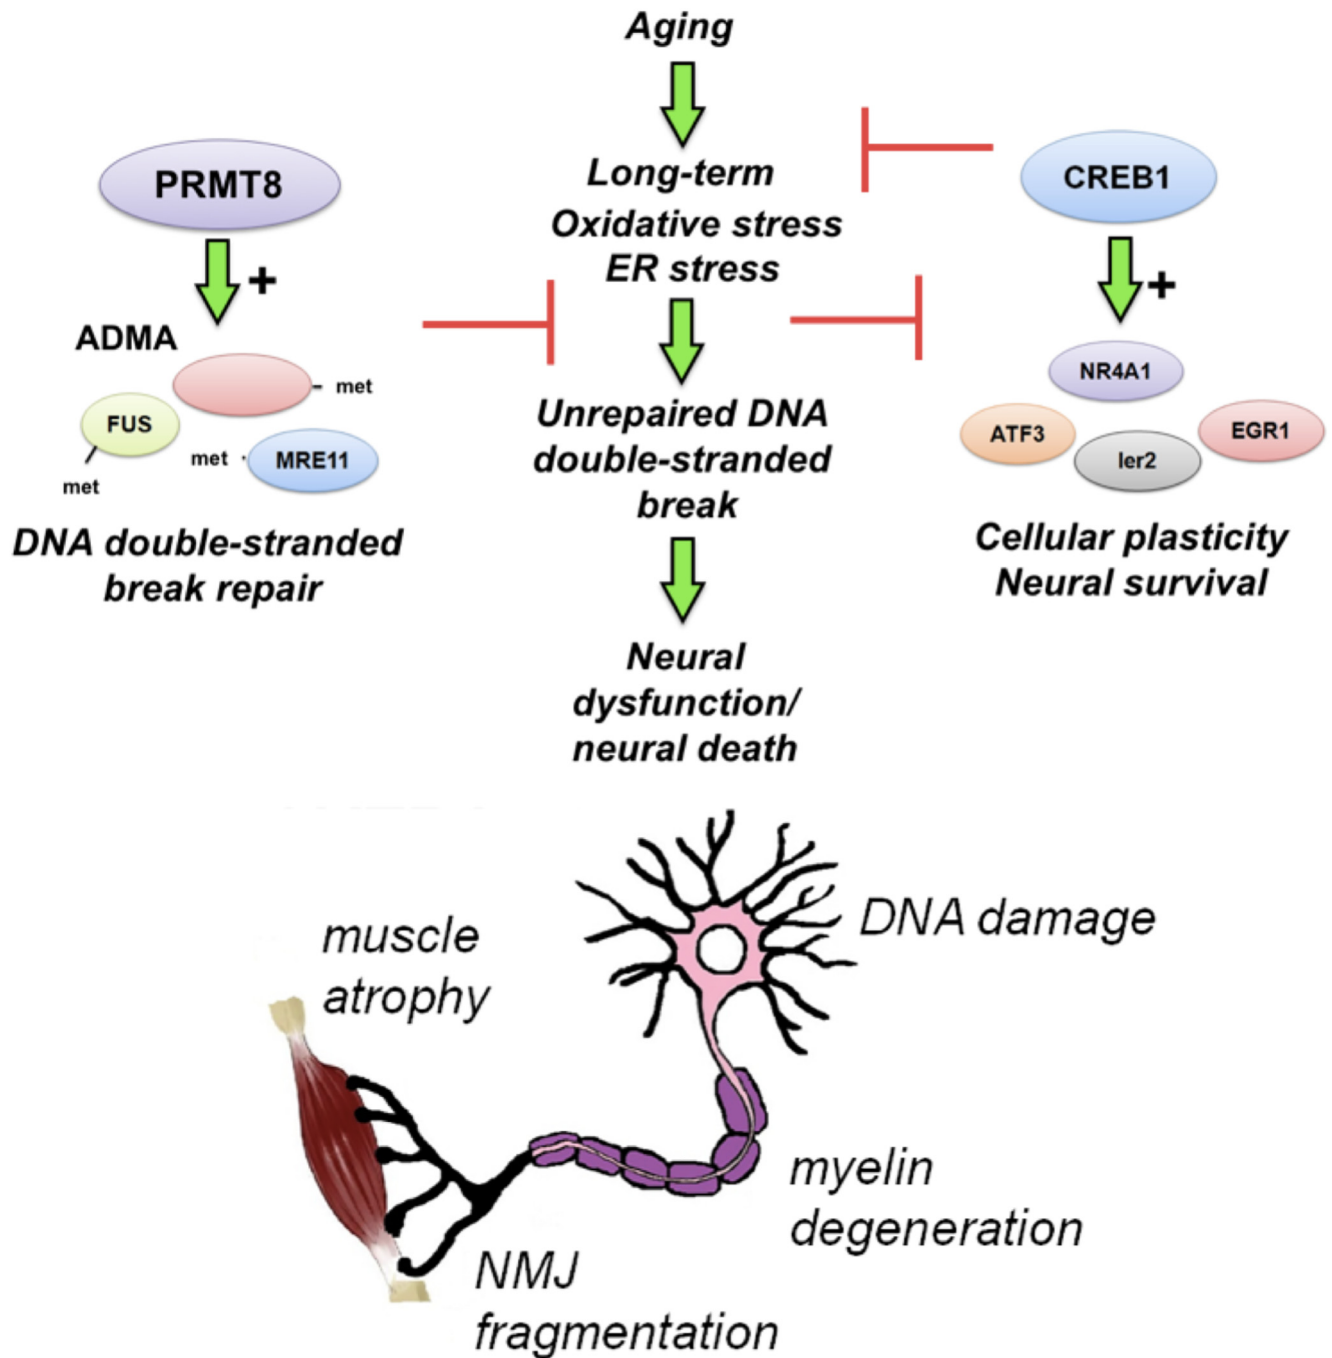 Aging
Long-term
Oxidative stress
ER stress
Unrepaired DNA
double-stranded
break
Neural
dysfunction/
neural death
PRMT8
+
ADMA
met
FUS
met
met
MRE11
DNA double-stranded
break repair
CREB1
+
NR4A1
ATF3
EGR1
Ier2
Cellular plasticity
Neural survival
muscle
atrophy
DNA damage
myelin
degeneration
NMJ
fragmentation